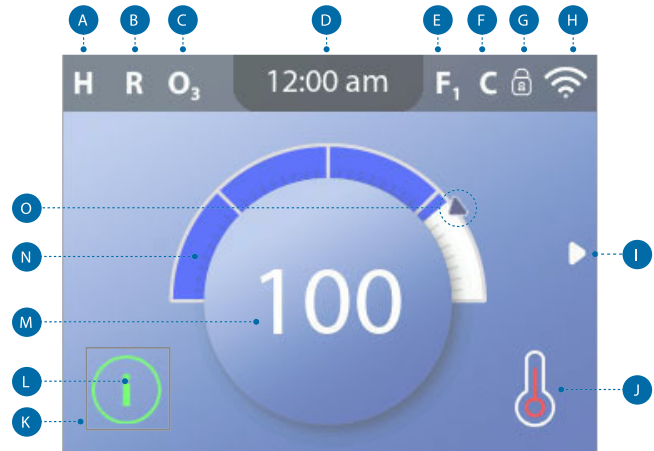 A B C D E F G H
H R O₃ 12:00 am F₁ C
O
N I
100
M
L i J
K